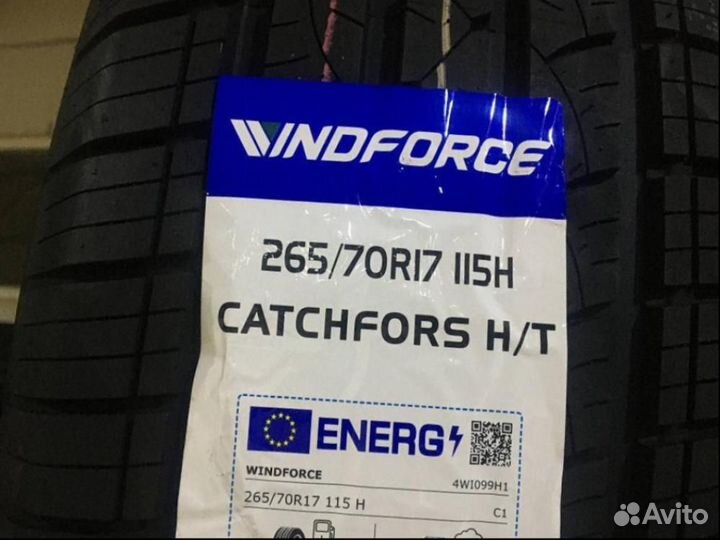 WINDFORCE
265/70R17 115H
CATCHFORS H/T
ENERG
WINDFORCE
4WI099H1
265/70R17 115 H
C1
Avito